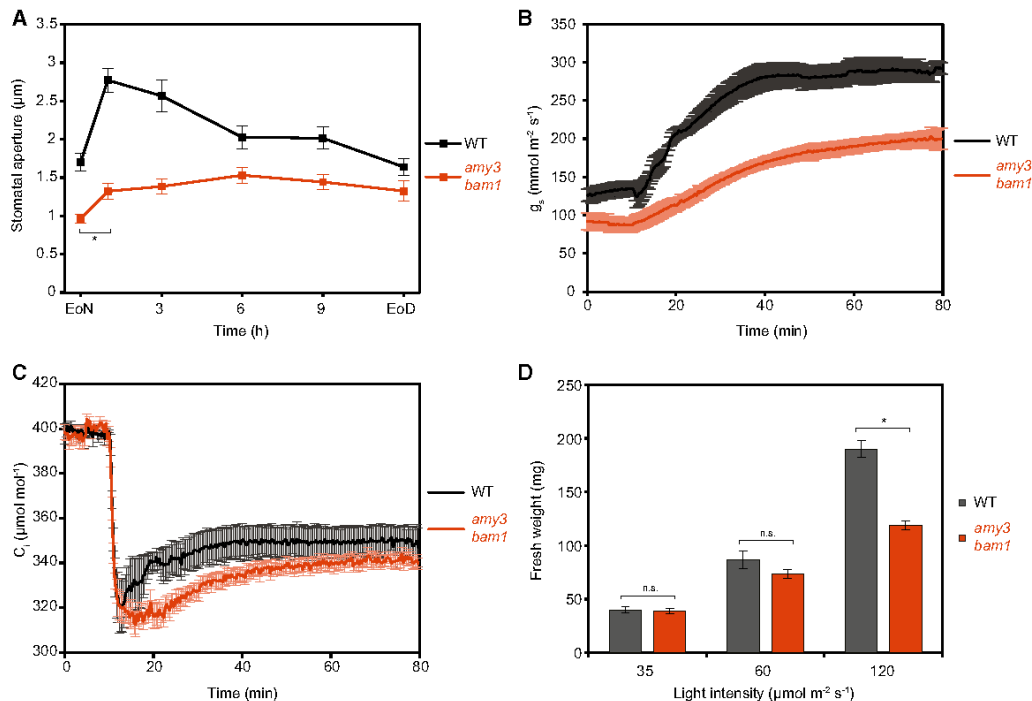 A
Stomatal aperture (µm)
3.5
3
2.5
2
1.5
1
0.5
0
*
EoN
3
6
9
EoD
Time (h)
WT
amy3
bam1
B
gs (mmol m-2 s-1)
350
300
250
200
150
100
50
0
0
20
40
60
80
Time (min)
WT
amy3
bam1
C
Ci (µmol mol-1)
420
400
380
360
340
320
300
0
20
40
60
80
Time (min)
WT
amy3
bam1
D
Fresh weight (mg)
250
200
150
100
50
0
n.s.
n.s.
*
35
60
120
Light intensity (µmol m-2 s-1)
WT
amy3
bam1